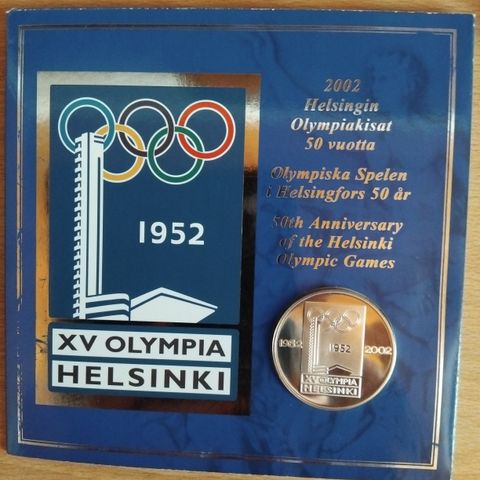 1952
XV OLYMPIA
HELSINKI
2002
Helsingin
Olympiakisat
50 vuotta
Olympiska Spelen
i Helsingfors 50 år
50th Anniversary
of the Helsinki
Olympic Games
1952
1952
2002
XV OLYMPIA
HELSINKI